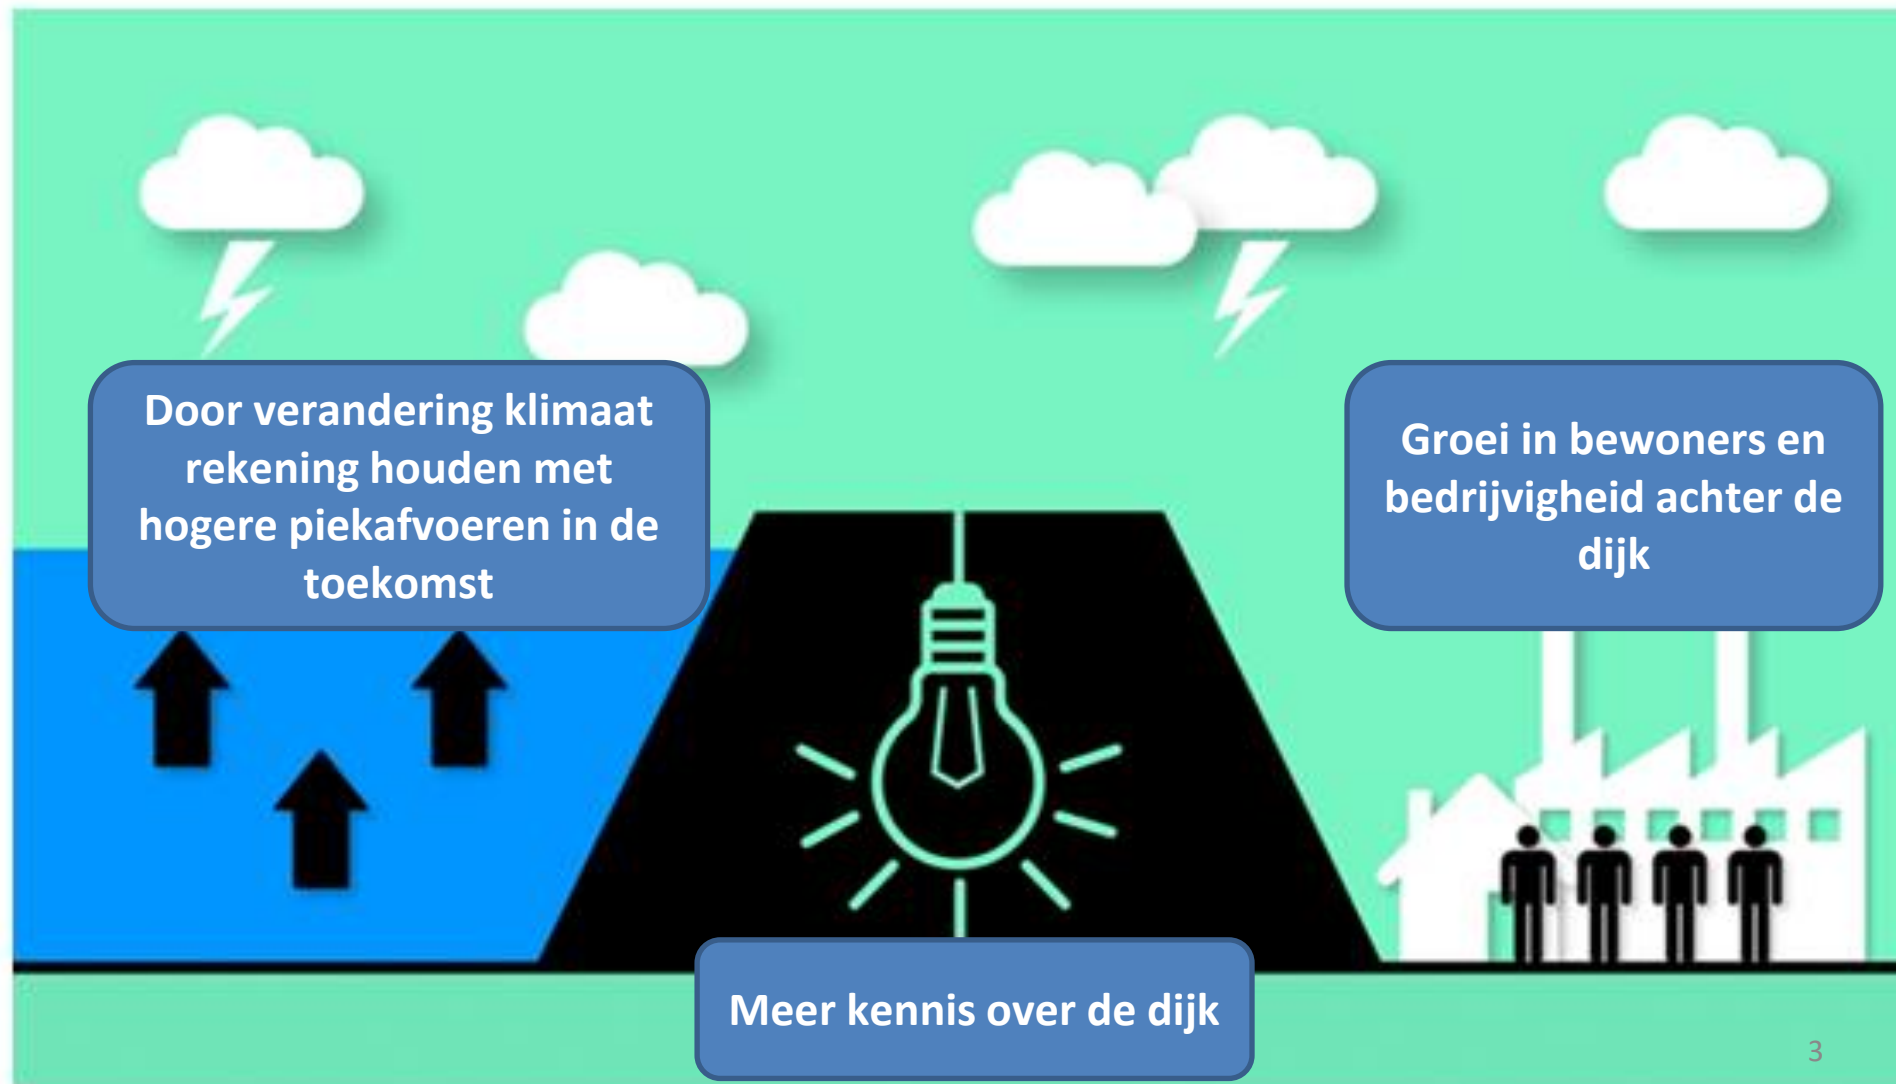 Door verandering klimaat
rekening houden met
hogere piekafvoeren in de
toekomst
Groei in bewoners en
bedrijvigheid achter de
dijk
Meer kennis over de dijk
3